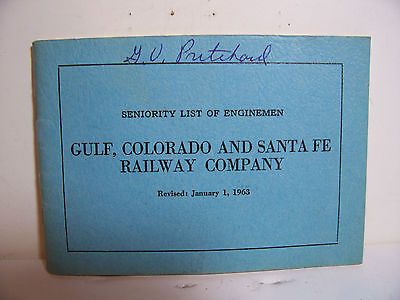 G. V. Pritchard
SENIORITY LIST OF ENGINEMEN
GULF, COLORADO AND SANTA FE
RAILWAY COMPANY
Revised: January 1, 1963